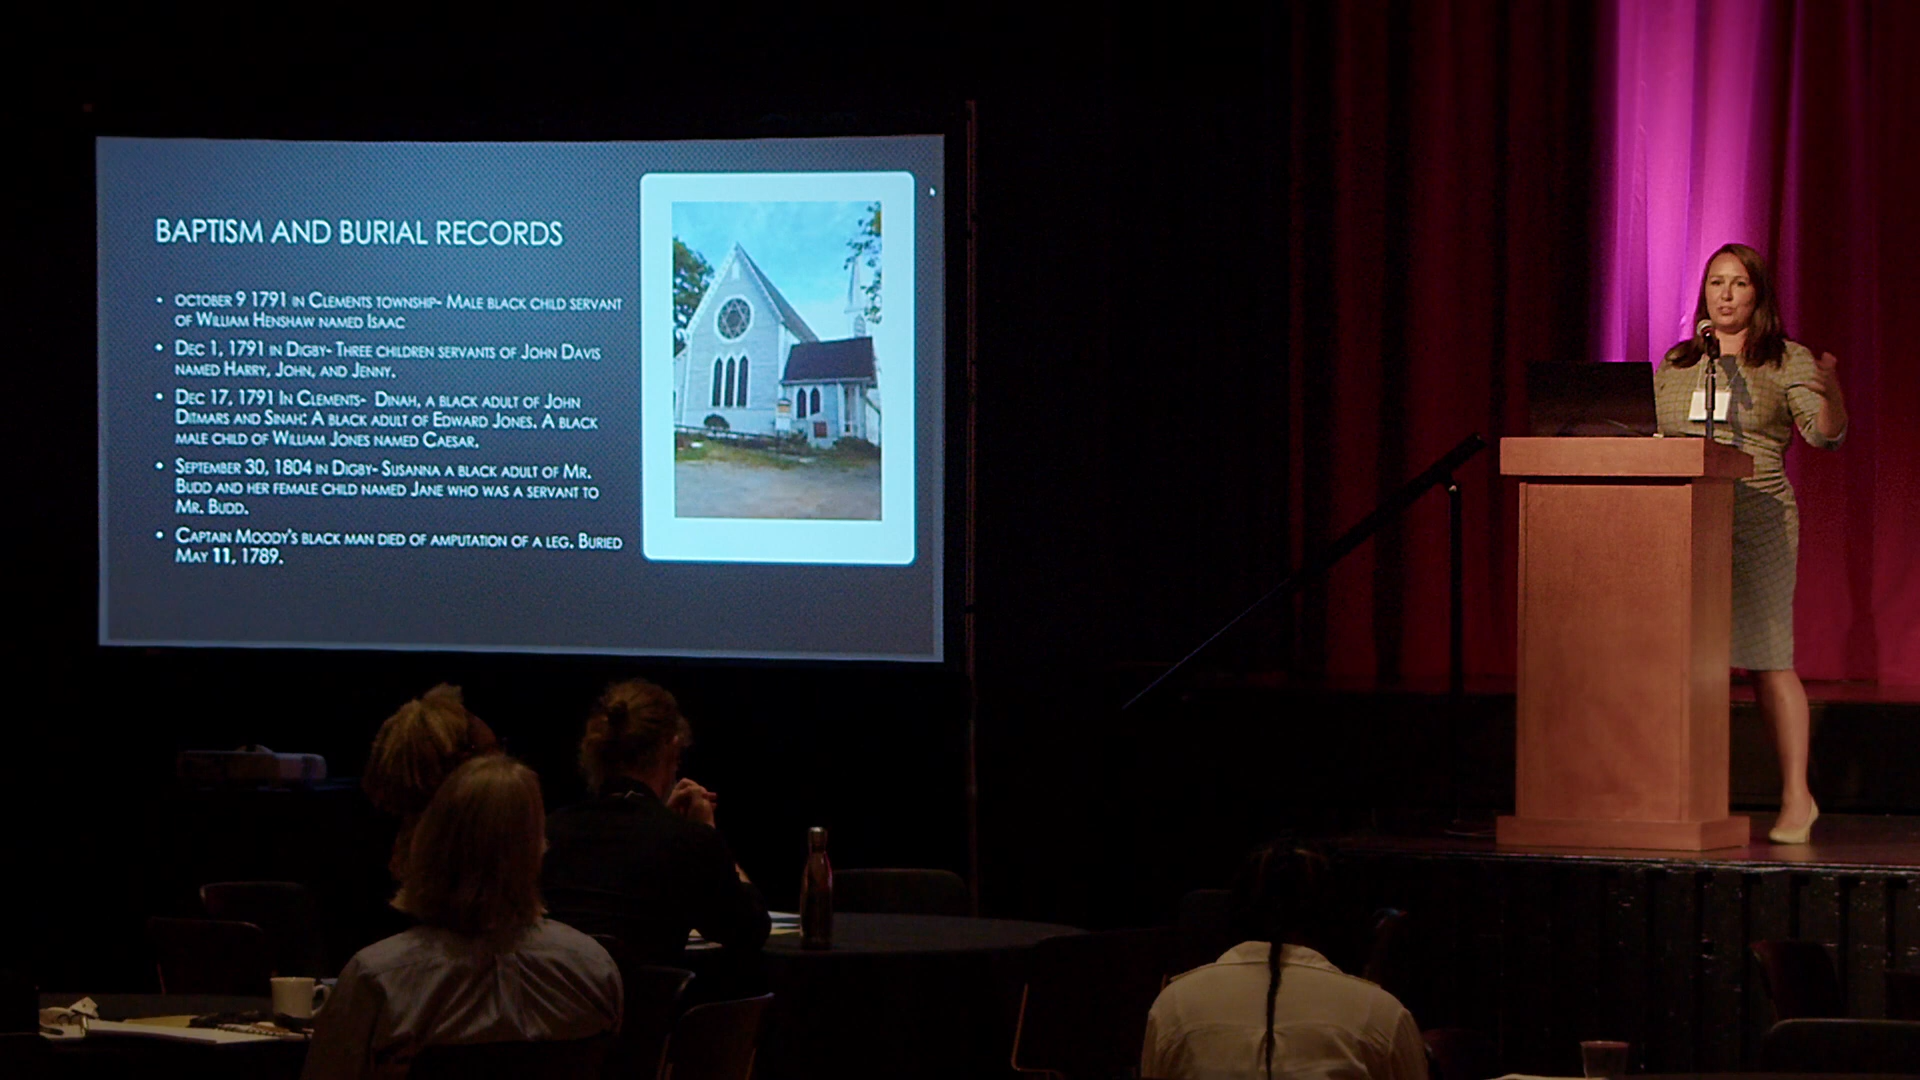 BAPTISM AND BURIAL RECORDS
• OCTOBER 9 1791 IN CLEMENTS TOWNSHIP- MALE BLACK CHILD SERVANT
OF WILLIAM HENSHAW NAMED ISAAC
• DEC 1, 1791 IN DIGBY- THREE CHILDREN SERVANTS OF JOHN DAVIS
NAMED HARRY, JOHN, AND JENNY.
• DEC 17, 1791 IN CLEMENTS- DINAH, A BLACK ADULT OF JOHN
DITMARS AND SINAH: A BLACK ADULT OF EDWARD JONES. A BLACK
MALE CHILD OF WILLIAM JONES NAMED CAESAR.
• SEPTEMBER 30, 1804 IN DIGBY- SUSANNA A BLACK ADULT OF MR.
BUDD AND HER FEMALE CHILD NAMED JANE WHO WAS A SERVANT TO
MR. BUDD.
• CAPTAIN MOODY'S BLACK MAN DIED OF AMPUTATION OF A LEG. BURIED
MAY 11, 1789.